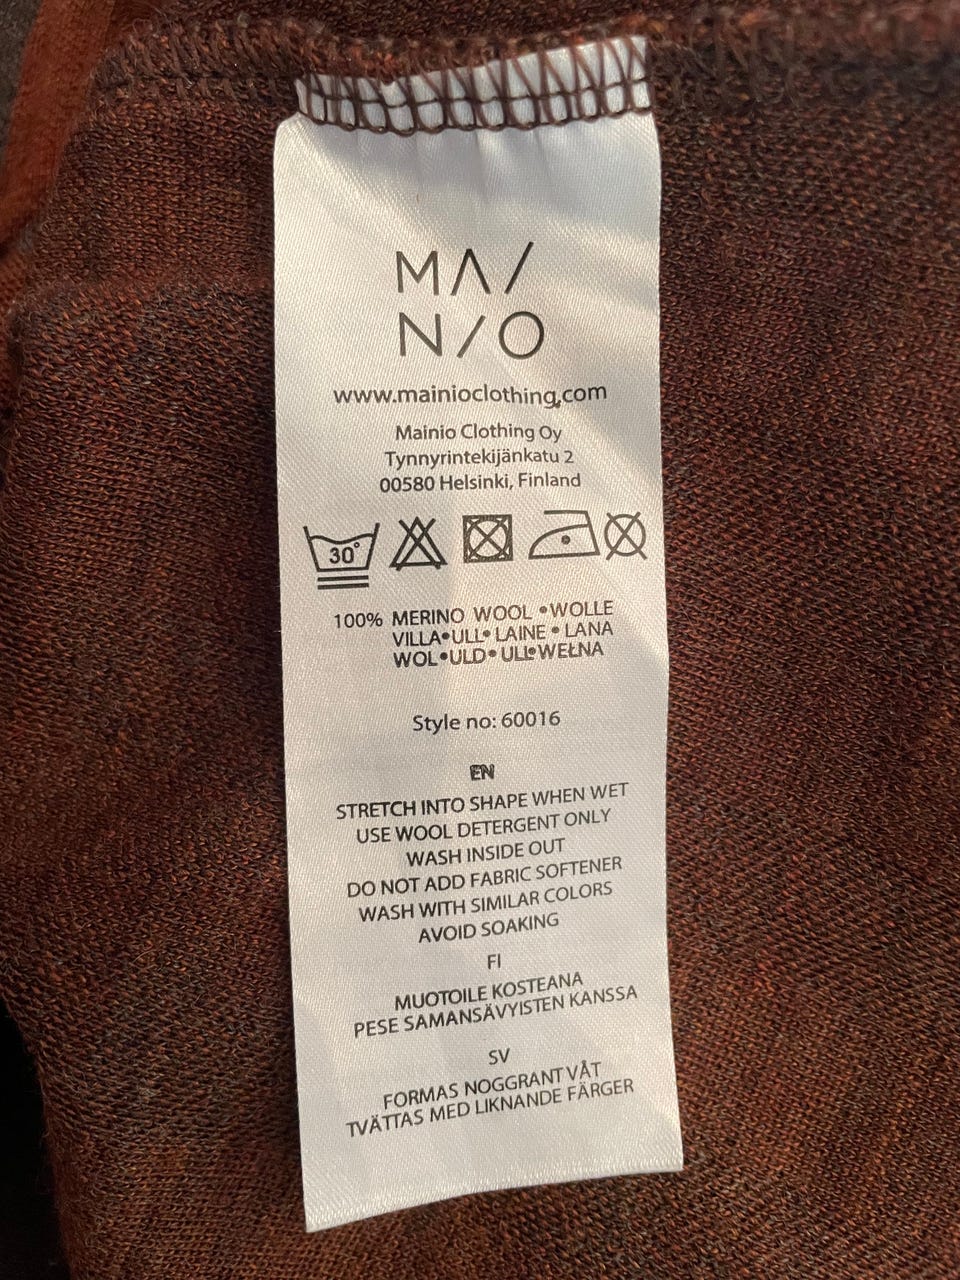 MA/
N/O
www.mainioclothing.com
Mainio Clothing Oy
Tynnyrintekijänkatu 2
00580 Helsinki, Finland
30°
100% MERINO WOOL • WOLLE
VILLA • ULL • LAINE • LANA
WOL • ULD • ULL • WEŁNA
Style no: 60016
EN
STRETCH INTO SHAPE WHEN WET
USE WOOL DETERGENT ONLY
WASH INSIDE OUT
DO NOT ADD FABRIC SOFTENER
WASH WITH SIMILAR COLORS
AVOID SOAKING
FI
MUOTOILE KOSTEANA
PESE SAMANSÄVYISTEN KANSSA
SV
FORMAS NOGGRANT VÅT
TVÄTTAS MED LIKNANDE FÄRGER